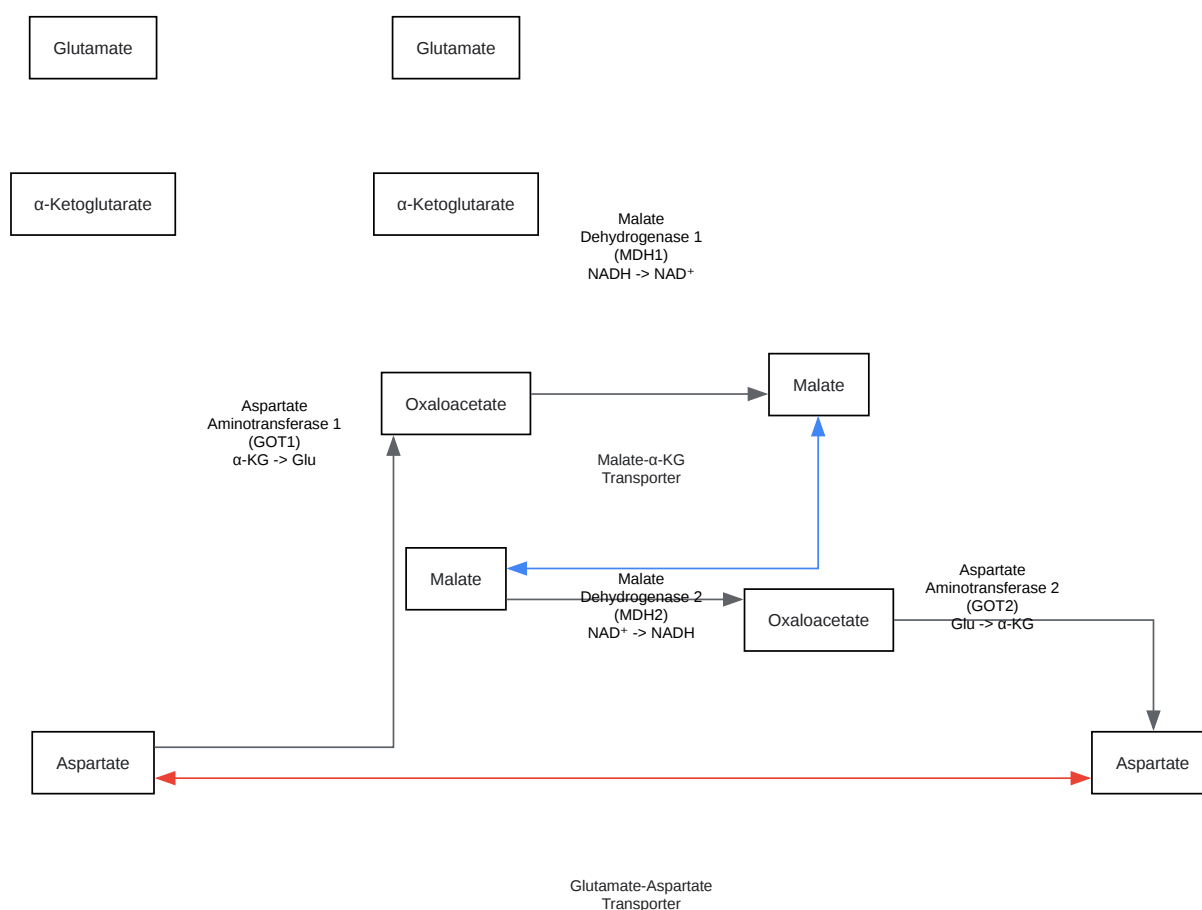 Glutamate
Glutamate
α-Ketoglutarate
α-Ketoglutarate
Malate
Dehydrogenase 1
(MDH1)
NADH -> NAD⁺
Malate
Oxaloacetate
Aspartate
Aminotransferase 1
(GOT1)
α-KG -> Glu
Malate-α-KG
Transporter
Malate
Malate
Dehydrogenase 2
(MDH2)
NAD⁺ -> NADH
Oxaloacetate
Aspartate
Aminotransferase 2
(GOT2)
Glu -> α-KG
Aspartate
Aspartate
Glutamate-Aspartate
Transporter